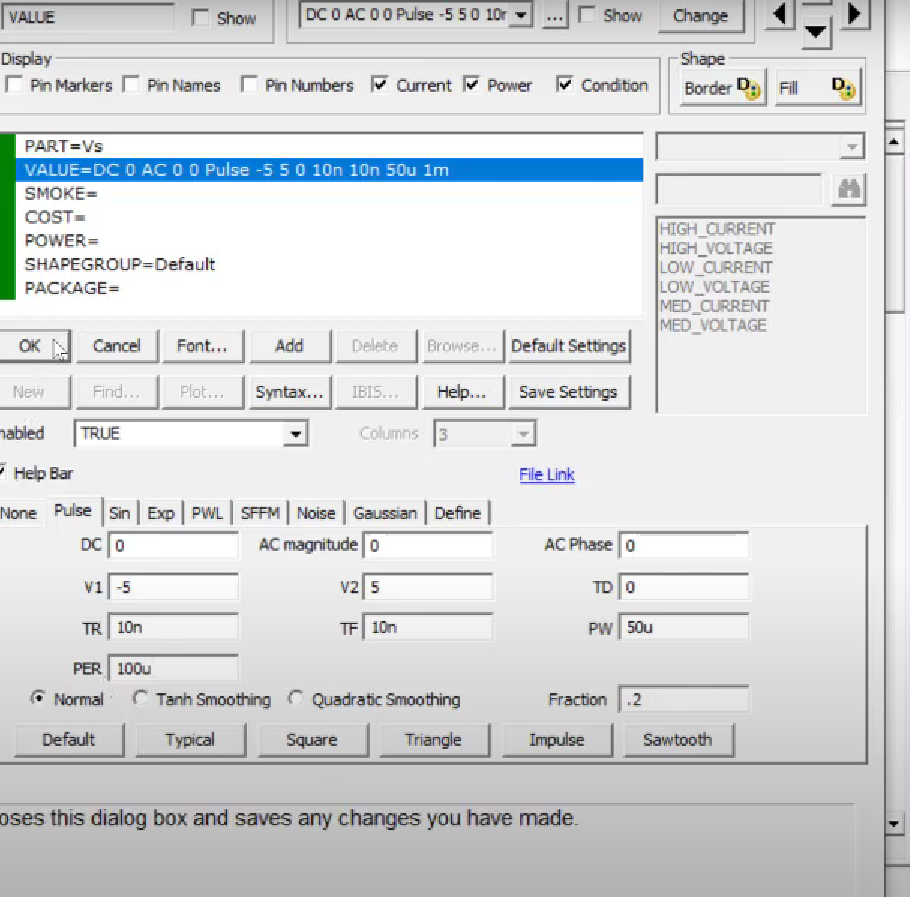 VALUE Show DC 0 AC 0 0 Pulse -5 5 0 10r ... Show Change
Display
Pin Markers Pin Names Pin Numbers Current Power Condition
Shape
Border Fill
PART=Vs
VALUE=DC 0 AC 0 0 Pulse -5 5 0 10n 10n 50u 1m
SMOKE=
COST=
POWER=
SHAPEGROUP=Default
PACKAGE=
HIGH_CURRENT
HIGH_VOLTAGE
LOW_CURRENT
LOW_VOLTAGE
MED_CURRENT
MED_VOLTAGE
OK Cancel Font... Add Delete Browse... Default Settings
New Find... Plot... Syntax... IBIS... Help... Save Settings
nabled TRUE Columns 3
Help Bar File Link
None Pulse Sin Exp PWL SFFM Noise Gaussian Define
DC 0 AC magnitude 0 AC Phase 0
V1 -5 V2 5 TD 0
TR 10n TF 10n PW 50u
PER 100u
Normal Tanh Smoothing Quadratic Smoothing Fraction .2
Default Typical Square Triangle Impulse Sawtooth
oses this dialog box and saves any changes you have made.